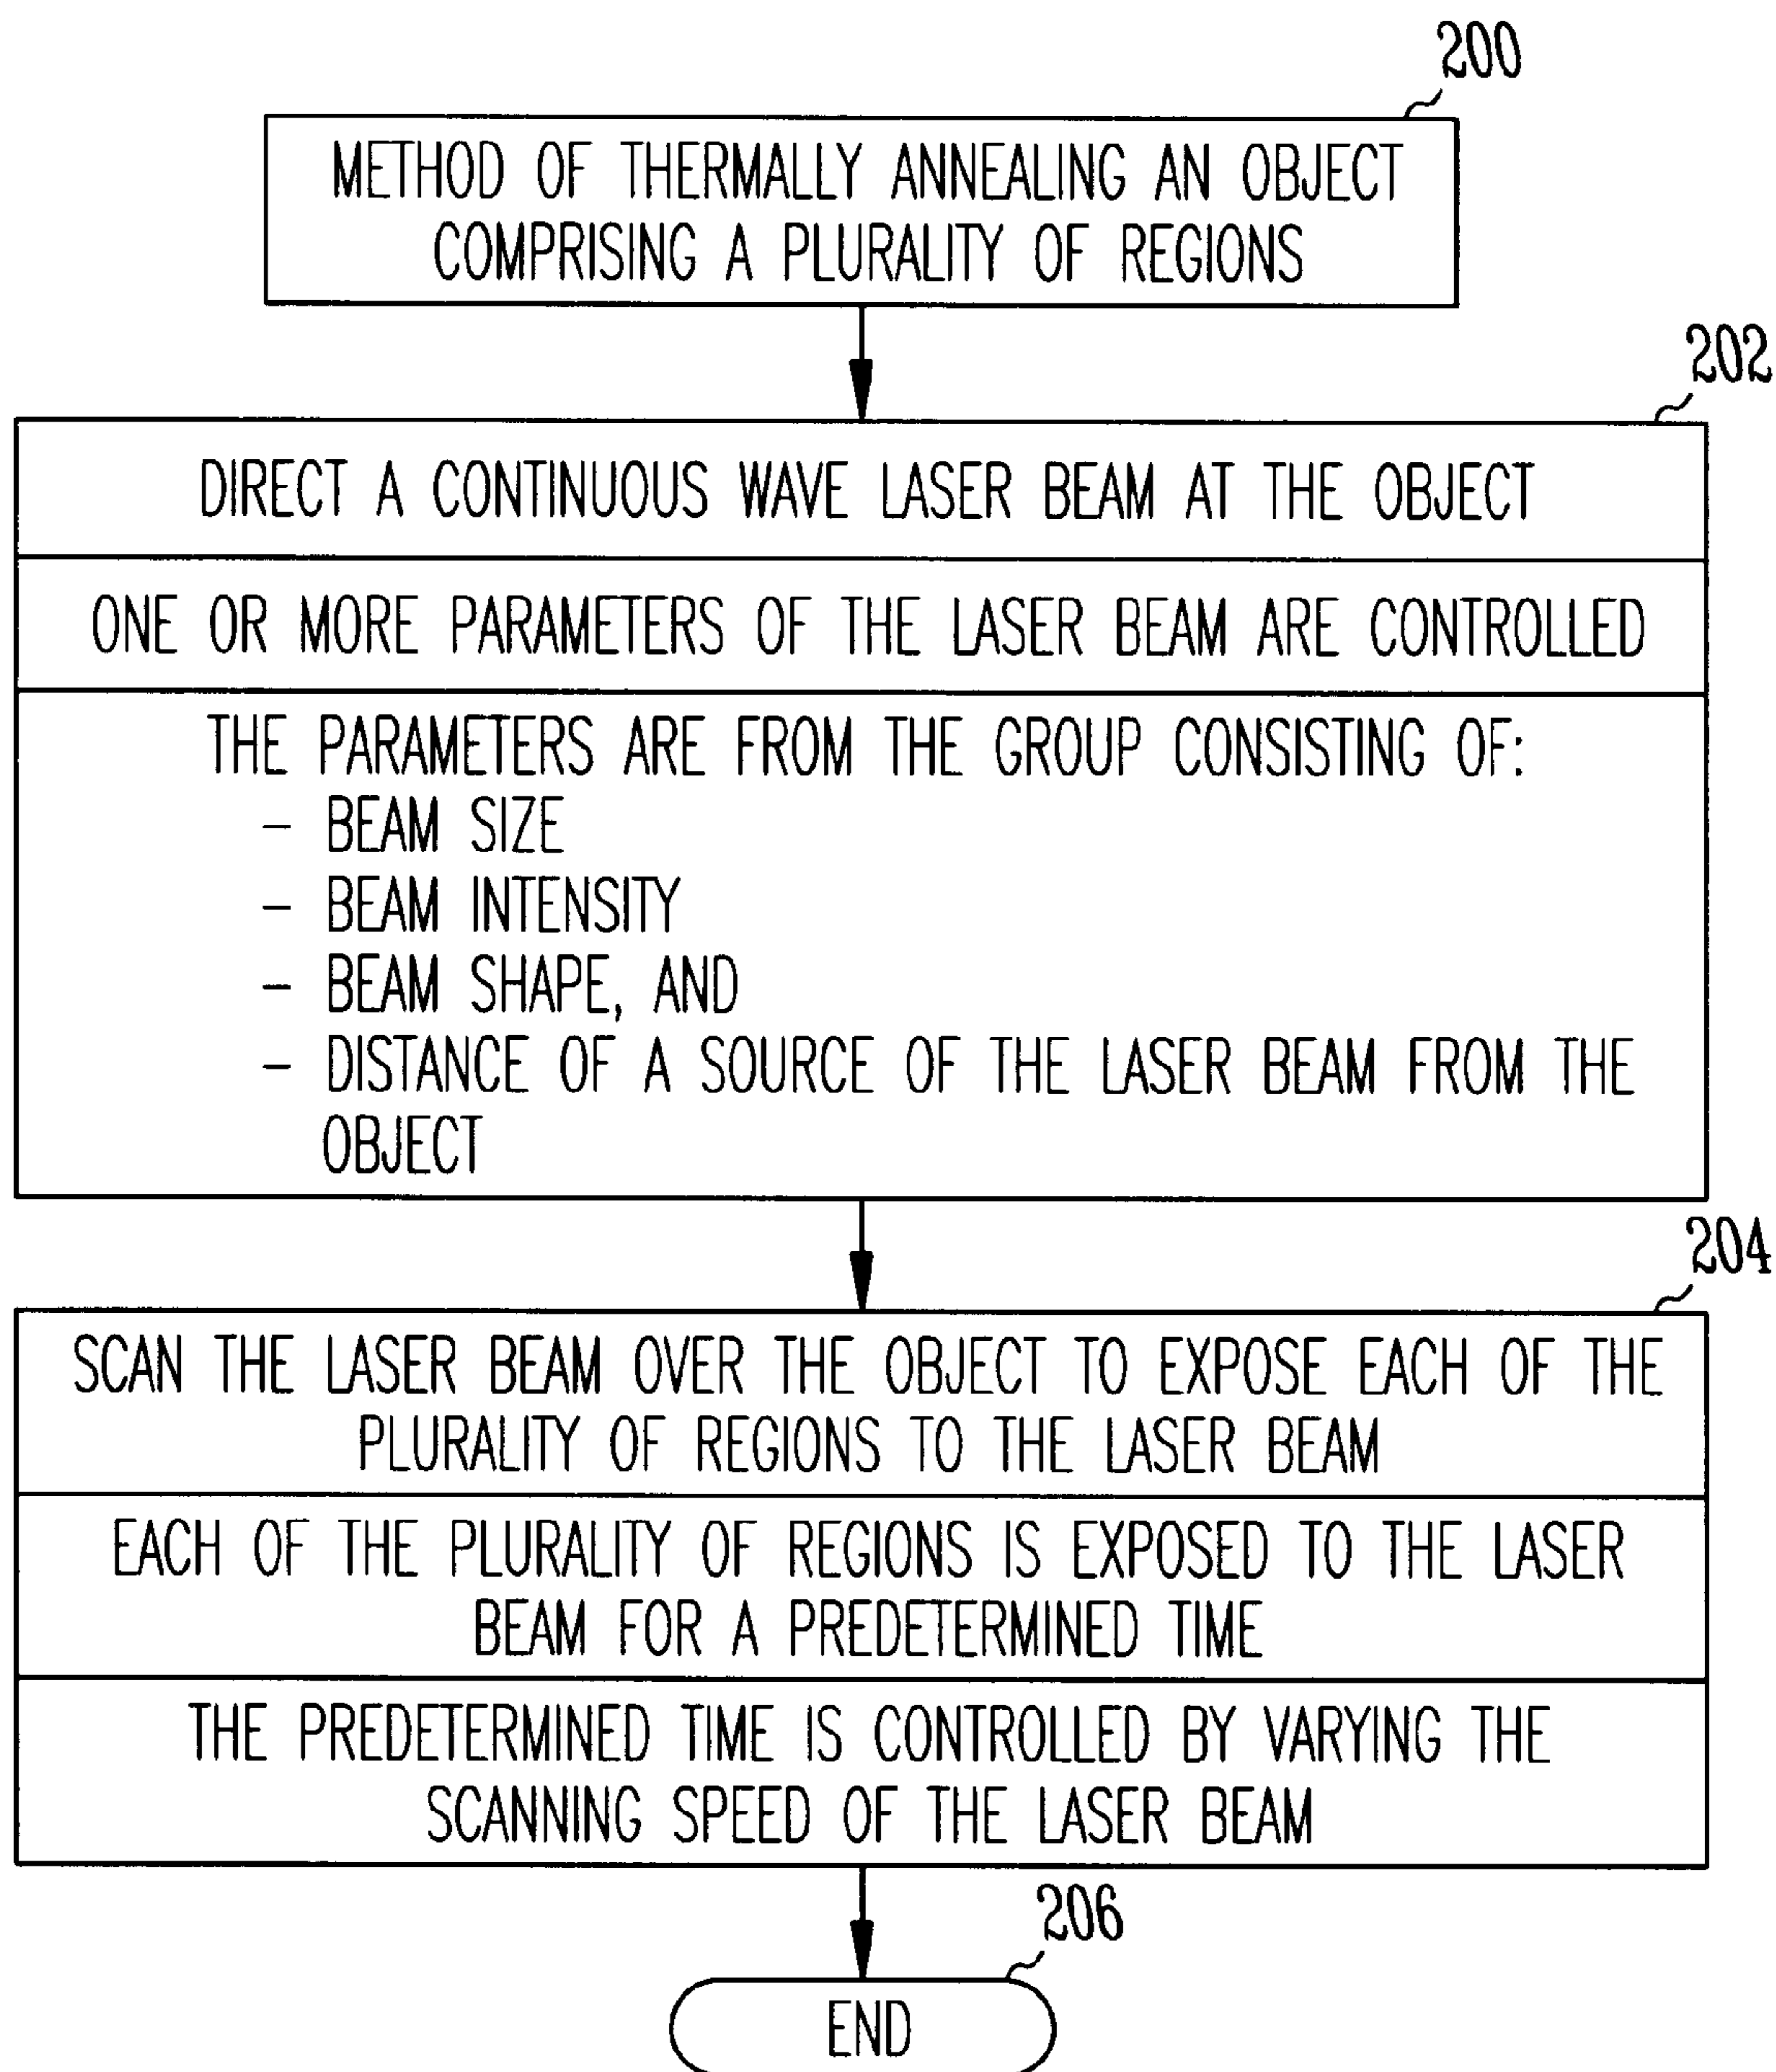 200
METHOD OF THERMALLY ANNEALING AN OBJECT
COMPRISING A PLURALITY OF REGIONS
202
DIRECT A CONTINUOUS WAVE LASER BEAM AT THE OBJECT
ONE OR MORE PARAMETERS OF THE LASER BEAM ARE CONTROLLED
THE PARAMETERS ARE FROM THE GROUP CONSISTING OF:
- BEAM SIZE
- BEAM INTENSITY
- BEAM SHAPE, AND
- DISTANCE OF A SOURCE OF THE LASER BEAM FROM THE
OBJECT
204
SCAN THE LASER BEAM OVER THE OBJECT TO EXPOSE EACH OF THE
PLURALITY OF REGIONS TO THE LASER BEAM
EACH OF THE PLURALITY OF REGIONS IS EXPOSED TO THE LASER
BEAM FOR A PREDETERMINED TIME
THE PREDETERMINED TIME IS CONTROLLED BY VARYING THE
SCANNING SPEED OF THE LASER BEAM
206
END